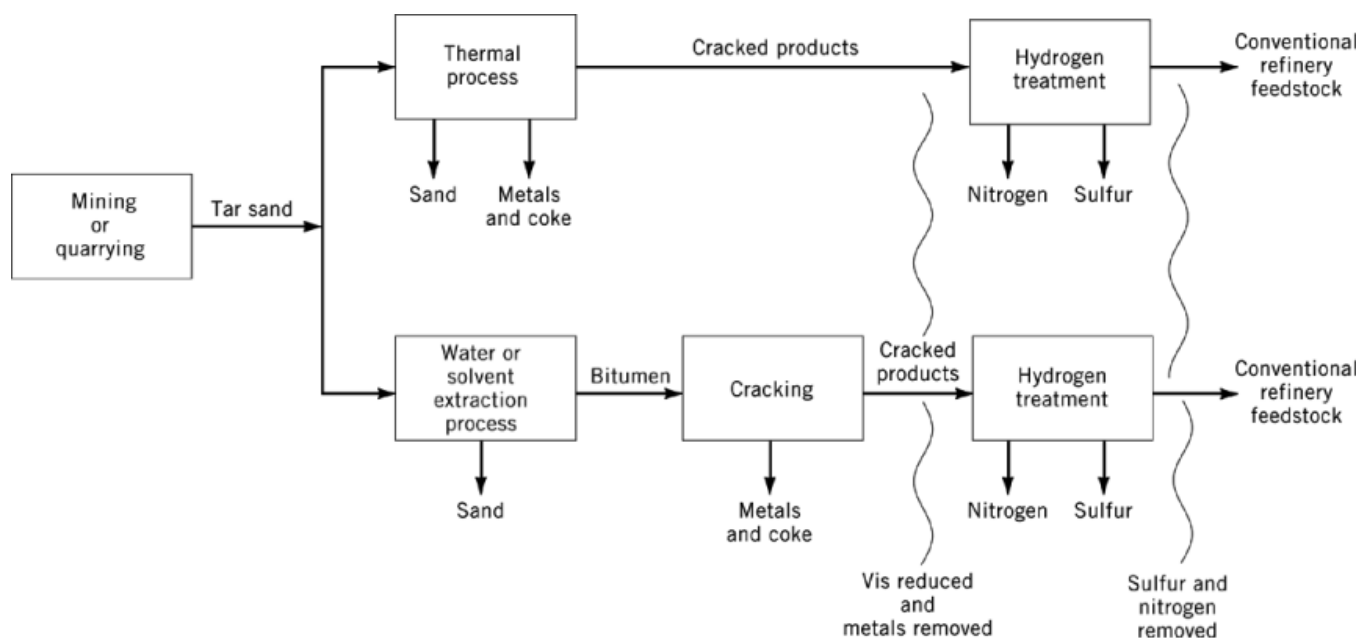 Thermal
process
Cracked products
Hydrogen
treatment
Conventional
refinery
feedstock
Sand
Metals
and coke
Nitrogen
Sulfur
Mining
or
quarrying
Tar sand
Water or
solvent
extraction
process
Bitumen
Cracking
Cracked
products
Hydrogen
treatment
Conventional
refinery
feedstock
Sand
Metals
and coke
Nitrogen
Sulfur
Vis reduced
and
metals removed
Sulfur and
nitrogen
removed